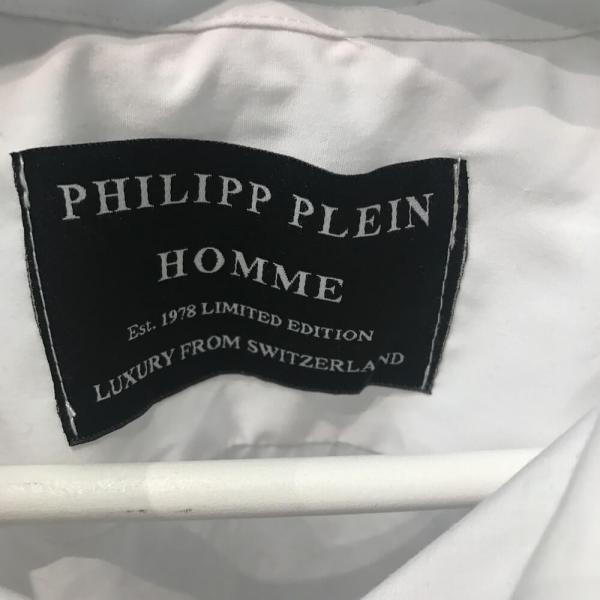 PHILIPP PLEIN
HOMME
Est. 1978 LIMITED EDITION
LUXURY FROM SWITZERLAND